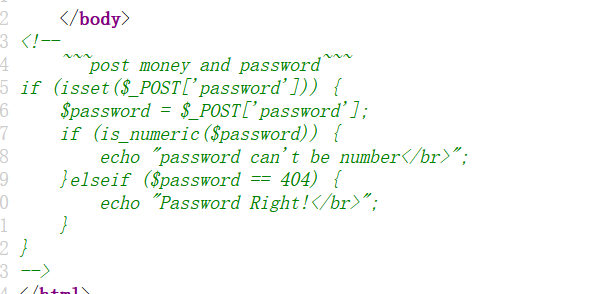 2 </body>
3 <!--
4 ~~~post money and password~~~
5 if (isset($_POST['password'])) {
6 $password = $_POST['password'];
7 if (is_numeric($password)) {
8 echo "password can't be number</br>";
9 }elseif ($password == 404) {
0 echo "Password Right!</br>";
1 }
2 }
3 -->
4 </html>